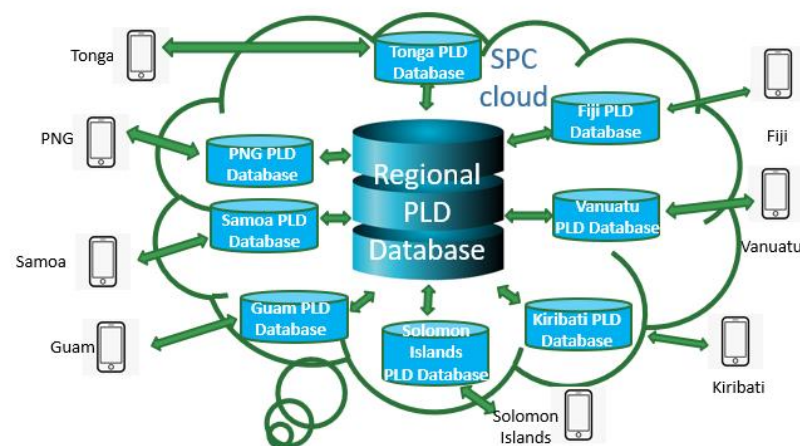 Tonga
Tonga PLD
Database
SPC
cloud
Fiji PLD
Database
Fiji
PNG
PNG PLD
Database
Regional
PLD
Database
Samoa PLD
Database
Samoa
Vanuatu
PLD Database
Vanuatu
Guam PLD
Database
Guam
Solomon
Islands
PLD Database
Kiribati PLD
Database
Kiribati
Solomon
Islands